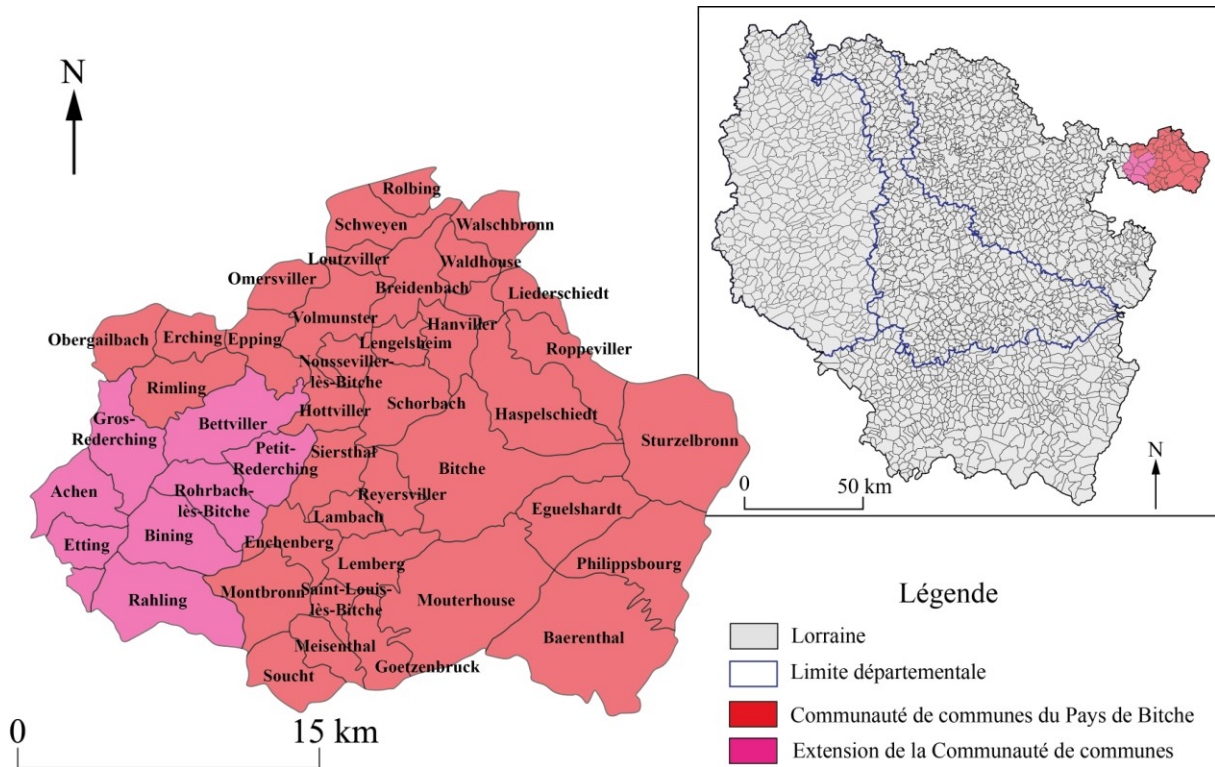 N
Rolbing
Schweyen
Walschbronn
Loutzviller
Waldhouse
Omersviller
Breidenbach
Liederschiedt
Volmunster
Hanviller
Obergailbach
Erching
Epping
Lengelsheim
Roppeviller
Nousseviller-
lès-Bitche
Rimling
Schorbach
Haspelschiedt
Hottviller
Gros-
Rederching
Bettviller
Sturzelbronn
Petit-
Rederching
Siersthal
Bitche
Achen
Rohrbach-
lès-Bitche
Reyersviller
Eguelshardt
Lambach
Etting
Bining
Enchenberg
Lemberg
Philippsbourg
Rahling
Montbronn
Saint-Louis-
lès-Bitche
Mouterhouse
Baerenthal
Meisenthal
Goetzenbruck
Soucht
0 15 km
0 50 km
N
Légende
Lorraine
Limite départementale
Communauté de communes du Pays de Bitche
Extension de la Communauté de communes